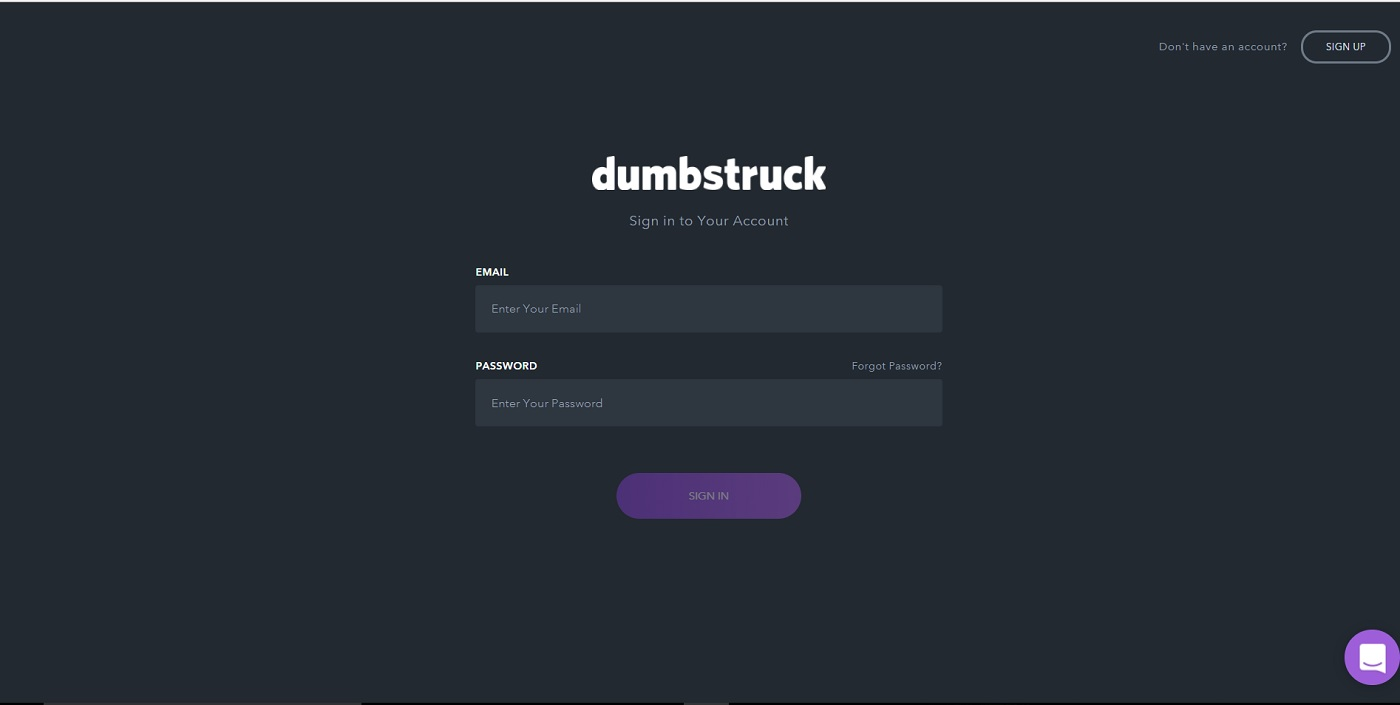 Don't have an account? SIGN UP
dumbstruck
Sign in to Your Account
EMAIL
Enter Your Email
PASSWORD Forgot Password?
Enter Your Password
SIGN IN